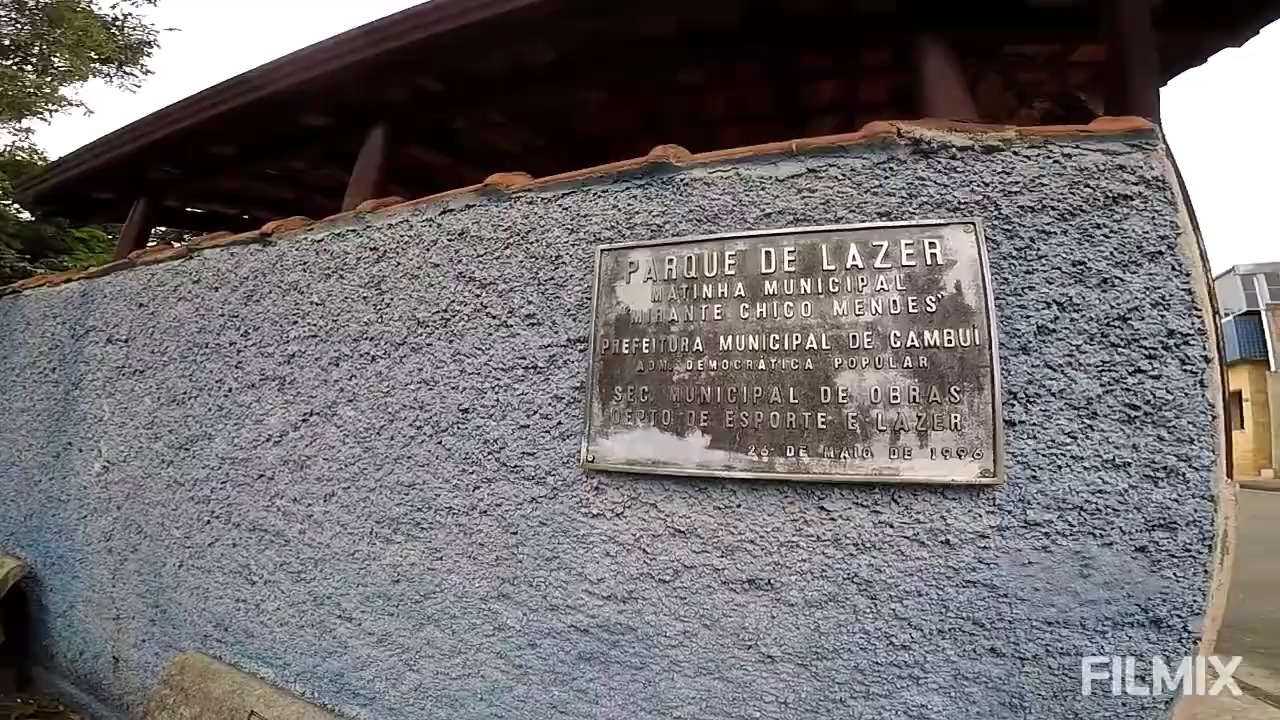 PARQUE DE LAZER
MATINHA MUNICIPAL
"MIRANTE CHICO MENDES"
PREFEITURA MUNICIPAL DE CAMBUÍ
ADM. DEMOCRÁTICA POPULAR
SEC. MUNICIPAL DE OBRAS
DEPTO DE ESPORTE E LAZER
26 DE MAIO DE 1996
FILMIX